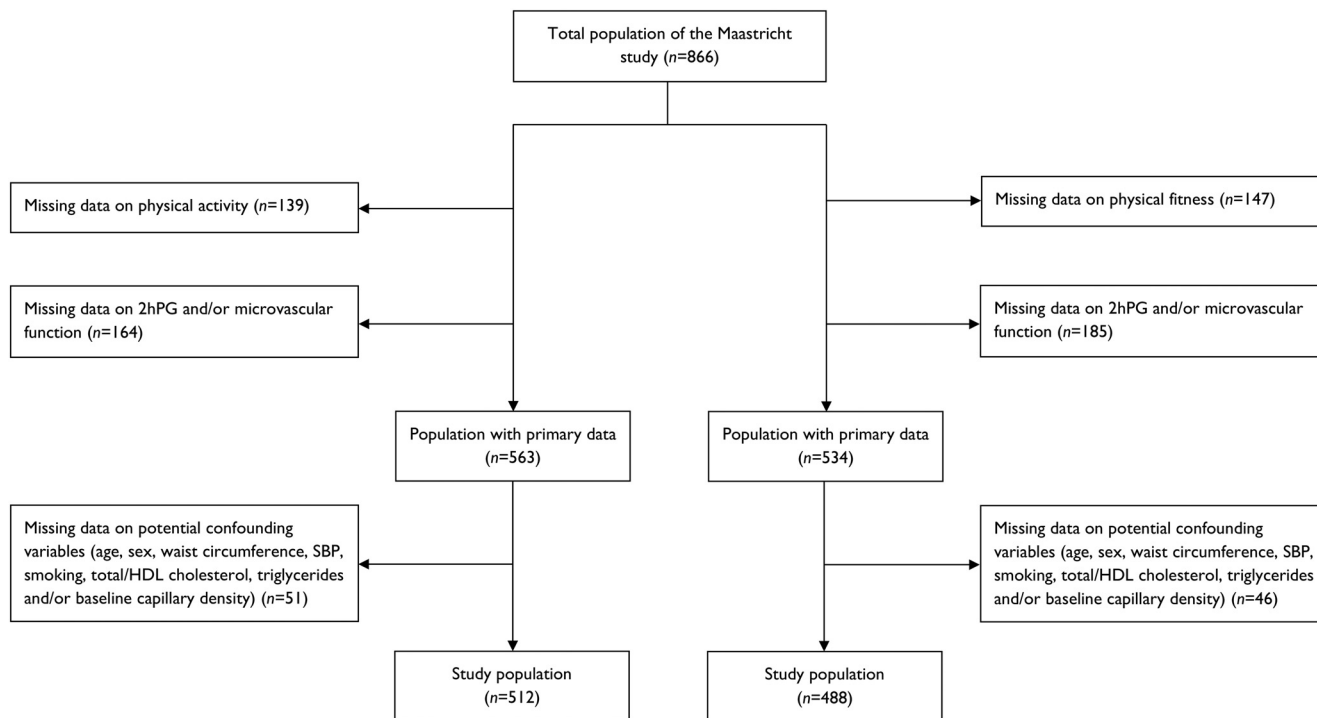 Total population of the Maastricht
study (n=866)
Missing data on physical activity (n=139)
Missing data on physical fitness (n=147)
Missing data on 2hPG and/or microvascular
function (n=164)
Missing data on 2hPG and/or microvascular
function (n=185)
Population with primary data
(n=563)
Population with primary data
(n=534)
Missing data on potential confounding
variables (age, sex, waist circumference, SBP,
smoking, total/HDL cholesterol, triglycerides
and/or baseline capillary density) (n=51)
Missing data on potential confounding
variables (age, sex, waist circumference, SBP,
smoking, total/HDL cholesterol, triglycerides
and/or baseline capillary density) (n=46)
Study population
(n=512)
Study population
(n=488)